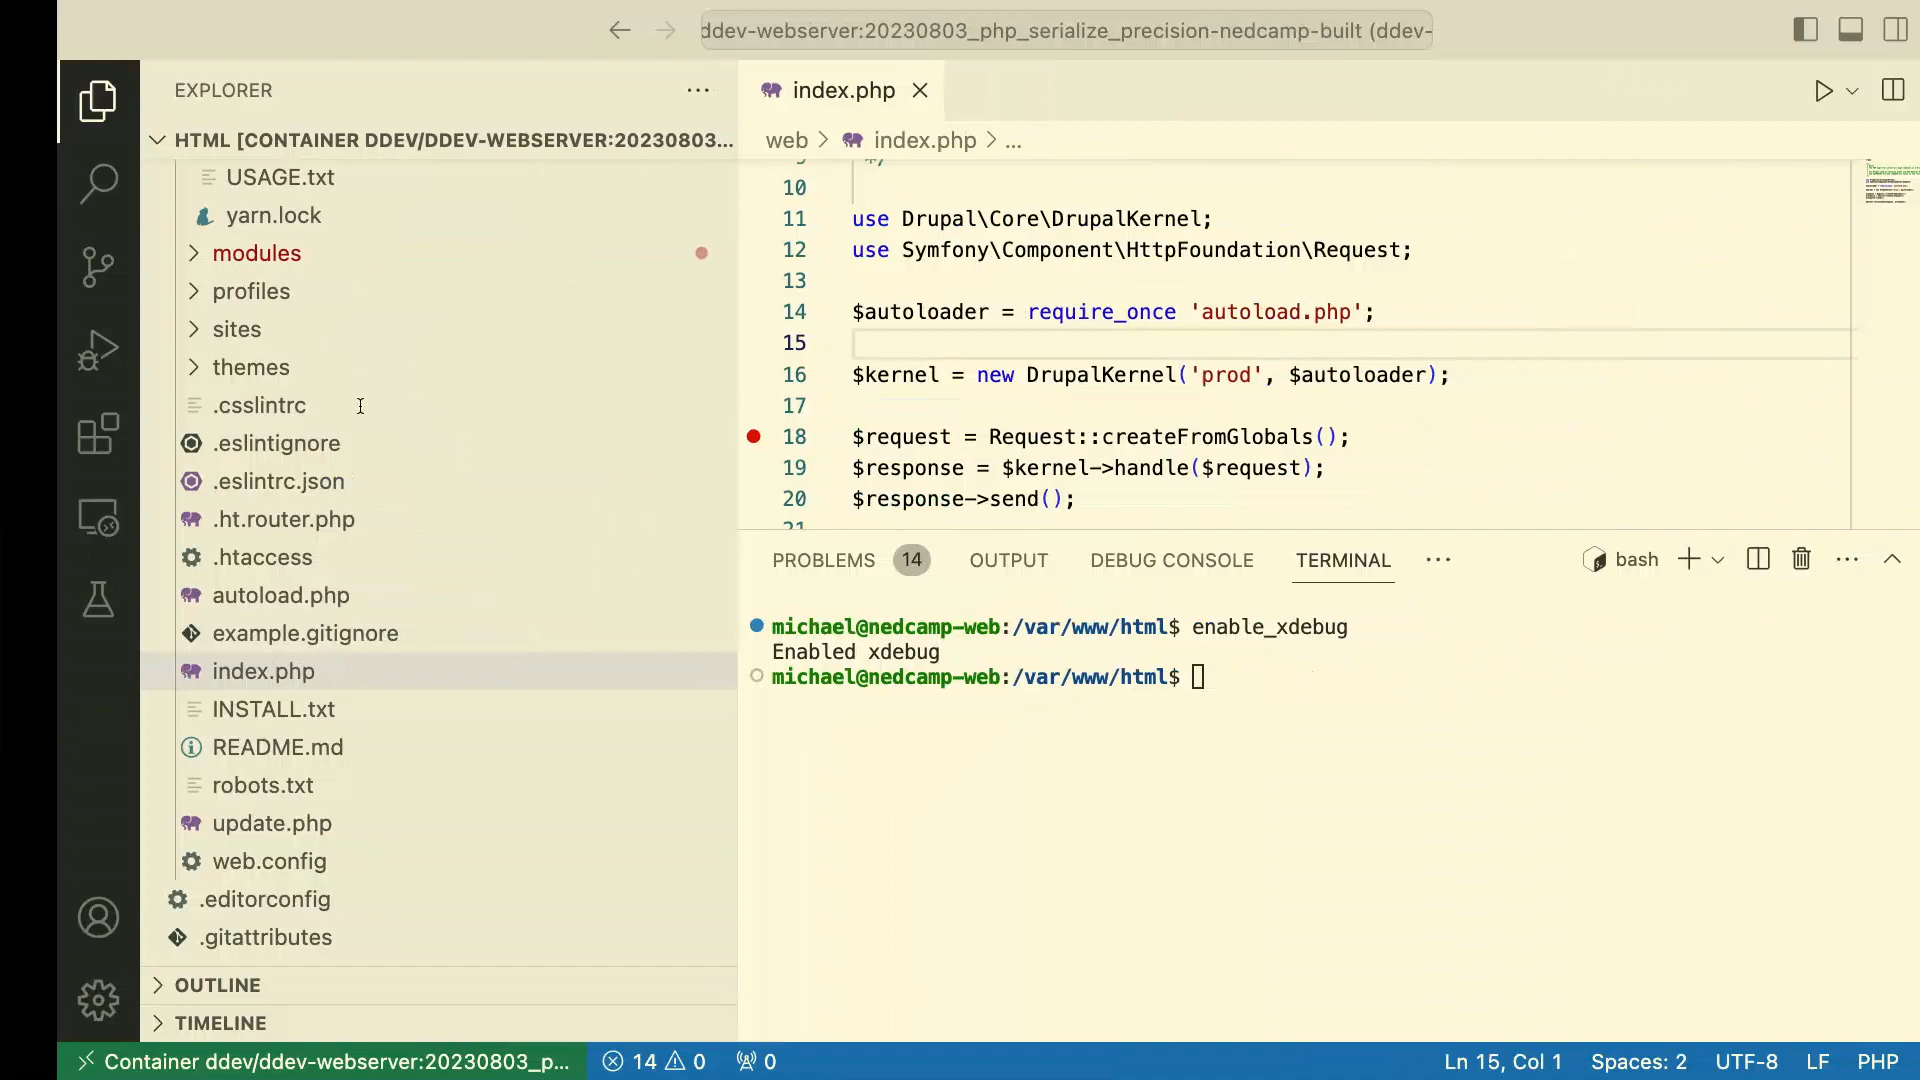 ddev-webserver:20230803_php_serialize_precision-nedcamp-built (ddev-
EXPLORER
HTML [CONTAINER DDEV/DDEV-WEBSERVER:20230803...
USAGE.txt
yarn.lock
modules
profiles
sites
themes
.csslintrc
.eslintignore
.eslintrc.json
.ht.router.php
.htaccess
autoload.php
example.gitignore
index.php
INSTALL.txt
README.md
robots.txt
update.php
web.config
.editorconfig
.gitattributes
OUTLINE
TIMELINE
index.php
web > index.php > ...
9 */
10
11 use Drupal\Core\DrupalKernel;
12 use Symfony\Component\HttpFoundation\Request;
13
14 $autoloader = require_once 'autoload.php';
15
16 $kernel = new DrupalKernel('prod', $autoloader);
17
18 $request = Request::createFromGlobals();
19 $response = $kernel->handle($request);
20 $response->send();
21
PROBLEMS 14 OUTPUT DEBUG CONSOLE TERMINAL ... bash
michael@nedcamp-web:/var/www/html$ enable_xdebug
Enabled xdebug
michael@nedcamp-web:/var/www/html$
Container ddev/ddev-webserver:20230803_p... 14 0 0 Ln 15, Col 1 Spaces: 2 UTF-8 LF PHP